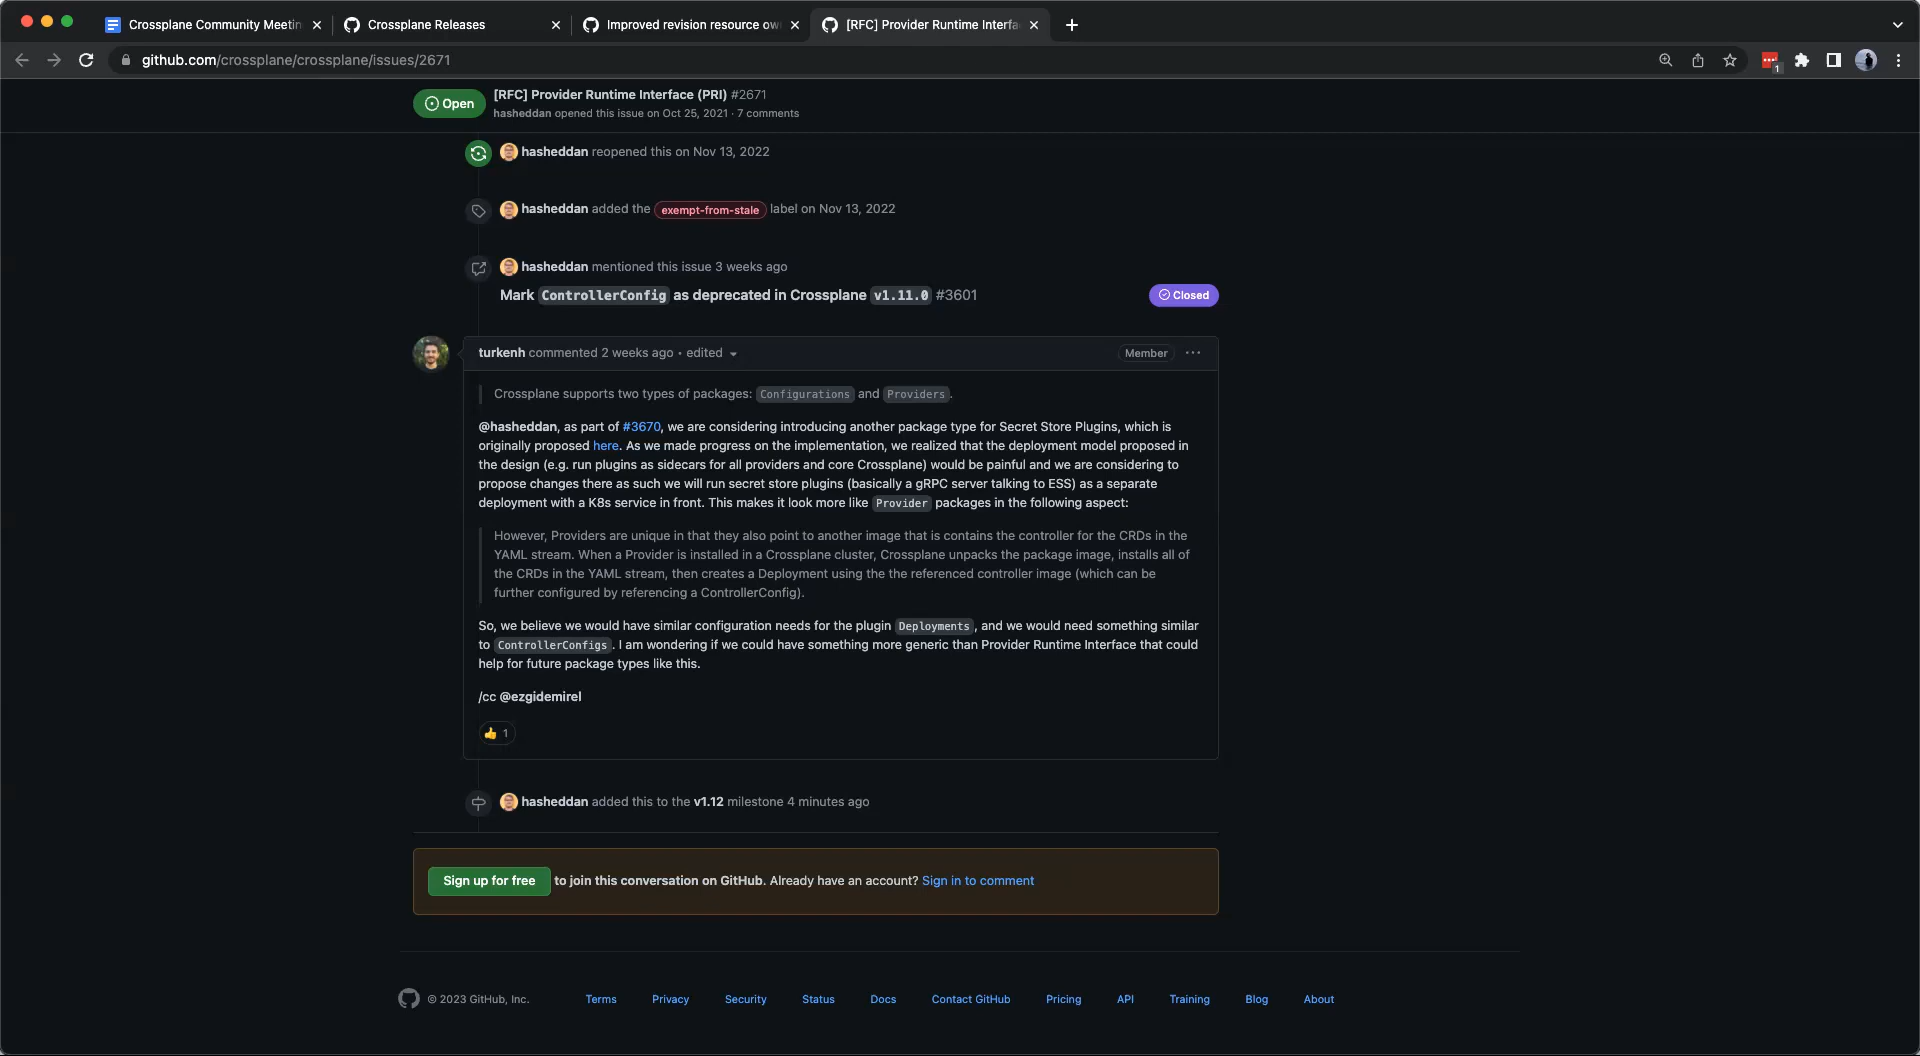 Crossplane Community Meetin
Crossplane Releases
Improved revision resource ow
[RFC] Provider Runtime Interfa
github.com/crossplane/crossplane/issues/2671
1
Open
[RFC] Provider Runtime Interface (PRI) #2671
hasheddan opened this issue on Oct 25, 2021 · 7 comments
hasheddan reopened this on Nov 13, 2022
hasheddan added the exempt-from-stale label on Nov 13, 2022
hasheddan mentioned this issue 3 weeks ago
Mark ControllerConfig as deprecated in Crossplane v1.11.0 #3601
Closed
turkenh commented 2 weeks ago • edited
Member
Crossplane supports two types of packages: Configurations and Providers.
@hasheddan, as part of #3670, we are considering introducing another package type for Secret Store Plugins, which is
originally proposed here. As we made progress on the implementation, we realized that the deployment model proposed in
the design (e.g. run plugins as sidecars for all providers and core Crossplane) would be painful and we are considering to
propose changes there as such we will run secret store plugins (basically a gRPC server talking to ESS) as a separate
deployment with a K8s service in front. This makes it look more like Provider packages in the following aspect:
However, Providers are unique in that they also point to another image that is contains the controller for the CRDs in the
YAML stream. When a Provider is installed in a Crossplane cluster, Crossplane unpacks the package image, installs all of
the CRDs in the YAML stream, then creates a Deployment using the the referenced controller image (which can be
further configured by referencing a ControllerConfig).
So, we believe we would have similar configuration needs for the plugin Deployments, and we would need something similar
to ControllerConfigs. I am wondering if we could have something more generic than Provider Runtime Interface that could
help for future package types like this.
/cc @ezgidemirel
👍 1
hasheddan added this to the v1.12 milestone 4 minutes ago
Sign up for free to join this conversation on GitHub. Already have an account? Sign in to comment
© 2023 GitHub, Inc.
Terms
Privacy
Security
Status
Docs
Contact GitHub
Pricing
API
Training
Blog
About